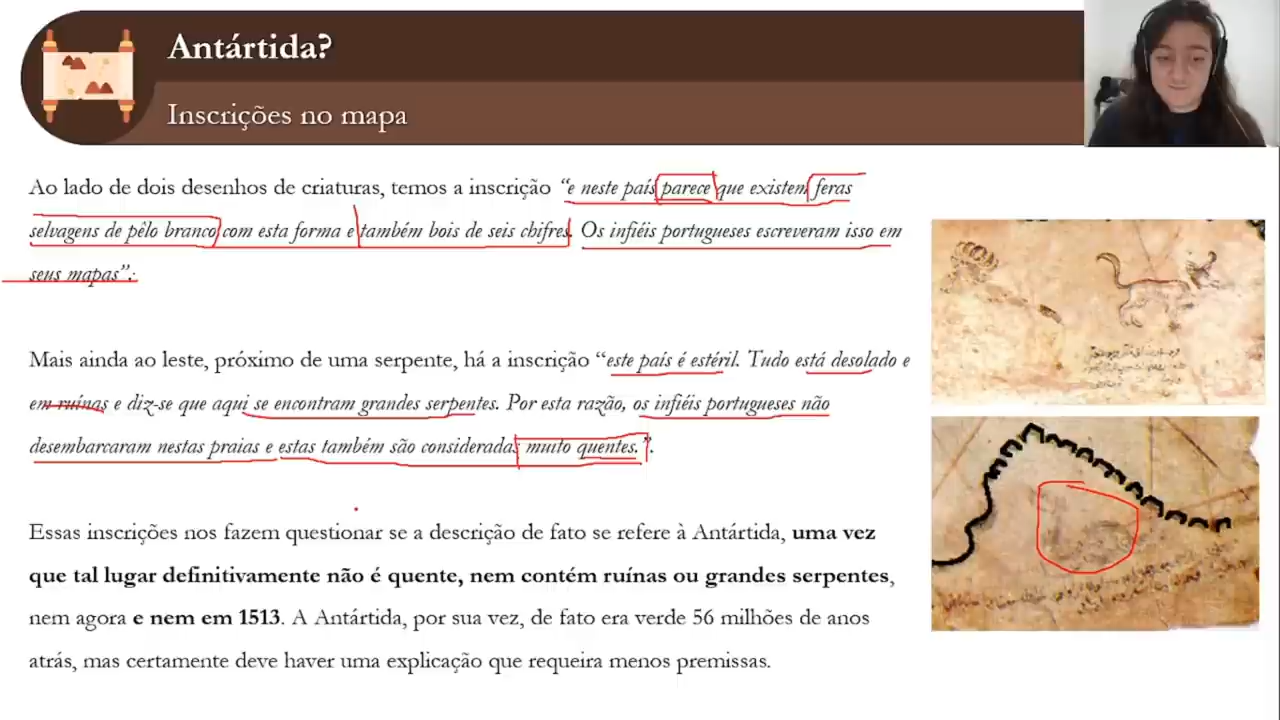 Antártida?
Inscrições no mapa
Ao lado de dois desenhos de criaturas, temos a inscrição “e neste país parece que existem feras
selvagens de pêlo branco com esta forma e também bois de seis chifres. Os infiéis portugueses escreveram isso em
seus mapas”:
Mais ainda ao leste, próximo de uma serpente, há a inscrição “este país é estéril. Tudo está desolado e
em ruínas e diz-se que aqui se encontram grandes serpentes. Por esta razão, os infiéis portugueses não
desembarcaram nestas praias e estas também são consideradas muito quentes.”.
Essas inscrições nos fazem questionar se a descrição de fato se refere à Antártida, uma vez
que tal lugar definitivamente não é quente, nem contém ruínas ou grandes serpentes,
nem agora e nem em 1513. A Antártida, por sua vez, de fato era verde 56 milhões de anos
atrás, mas certamente deve haver uma explicação que requeira menos premissas.